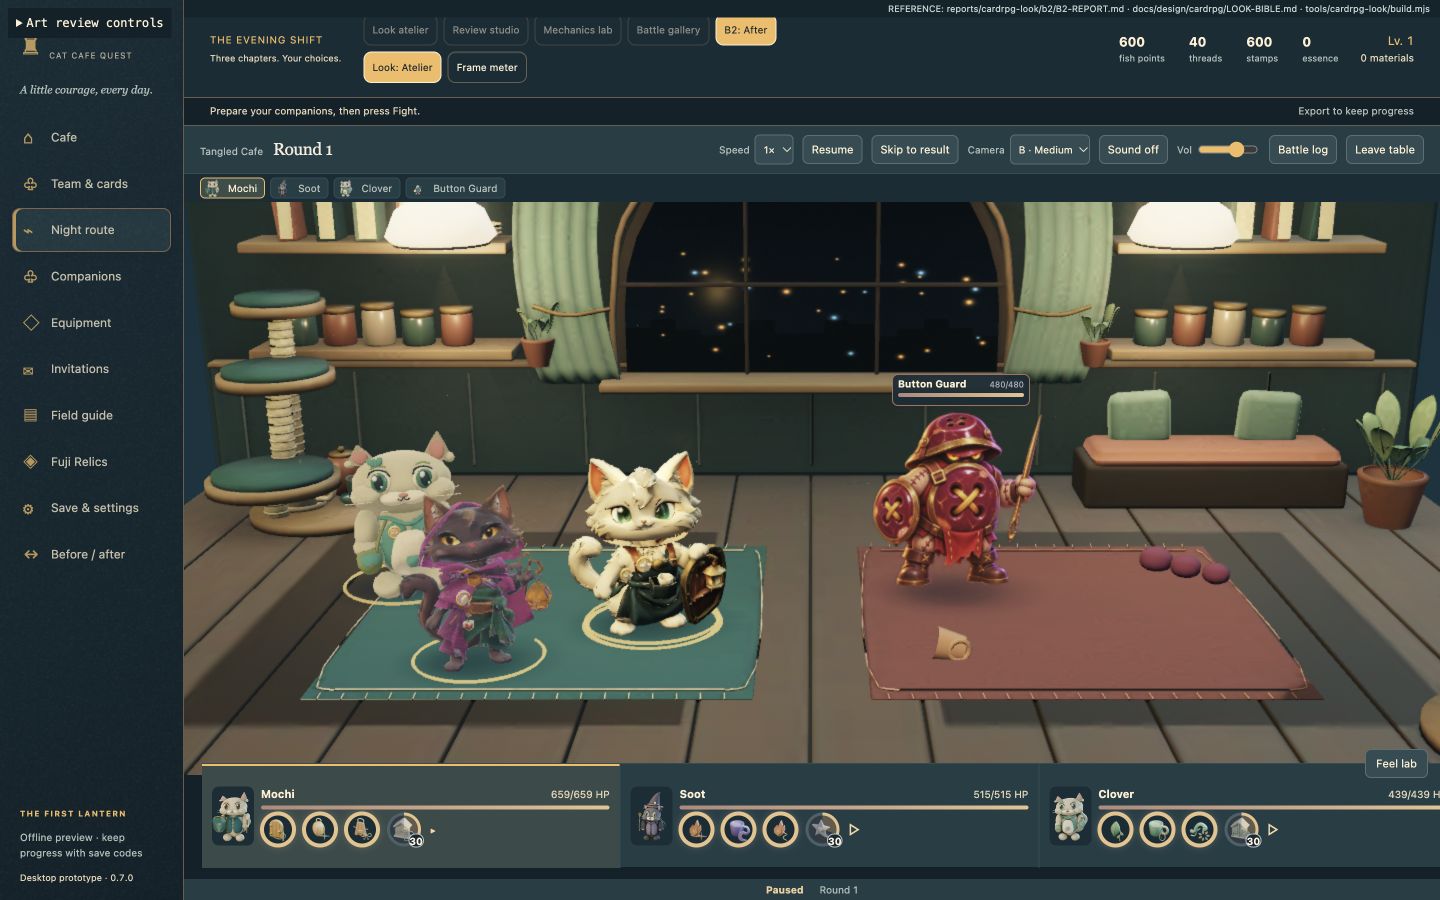 REFERENCE: reports/cardrpg-look/b2/B2-REPORT.md · docs/design/cardrpg/LOOK-BIBLE.md · tools/cardrpg-look/build.mjs
Art review controls
CAT CAFE QUEST
A little courage, every day.
Cafe
Team & cards
Night route
Companions
Equipment
Invitations
Field guide
Fuji Relics
Save & settings
Before / after
THE FIRST LANTERN
Offline preview · keep
progress with save codes
Desktop prototype · 0.7.0
THE EVENING SHIFT
Three chapters. Your choices.
Look atelier Review studio Mechanics lab Battle gallery B2: After
Look: Atelier Frame meter
600 40 600 0 Lv. 1
fish points threads stamps essence 0 materials
Prepare your companions, then press Fight. Export to keep progress
Tangled Cafe Round 1 Speed 1× Resume Skip to result Camera B · Medium Sound off Vol Battle log Leave table
Mochi Soot Clover Button Guard
Button Guard 480/480
Feel lab
Mochi 659/659 HP Soot 515/515 HP Clover 439/439 H
30 30 30
Paused Round 1